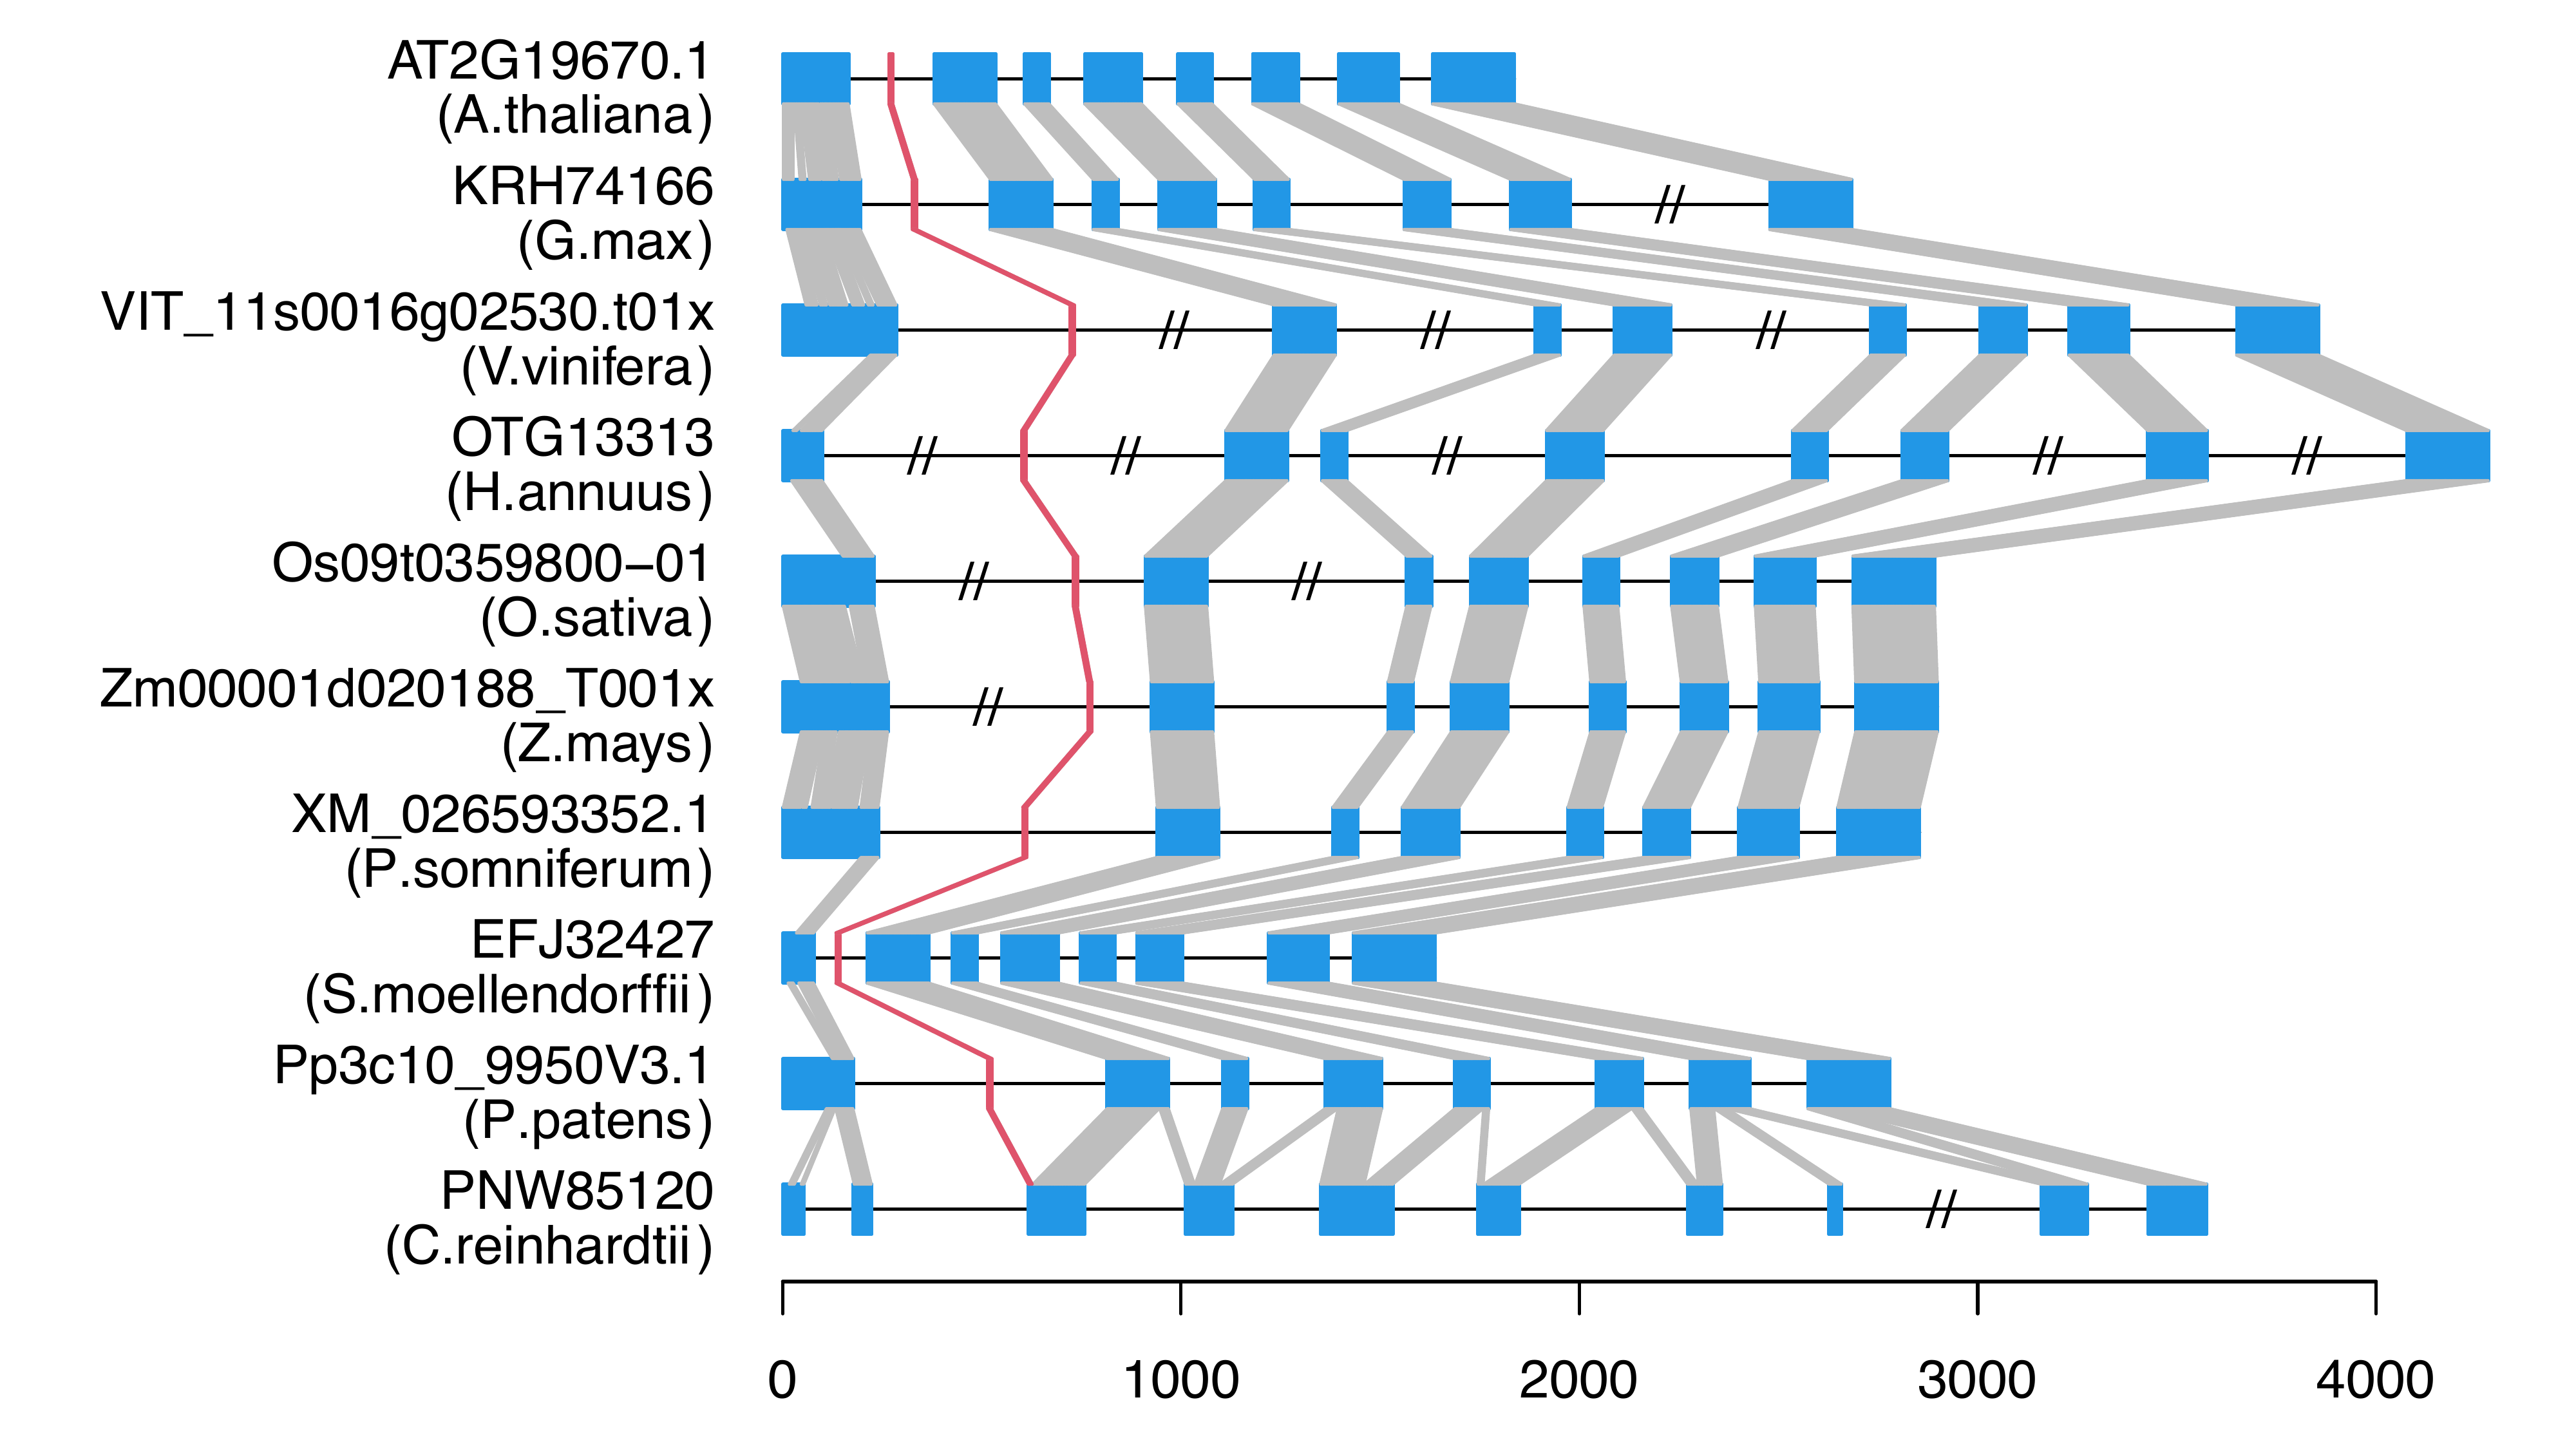 AT2G19670.1
(A.thaliana)
KRH74166
(G.max)
VIT_11s0016g02530.t01x
(V.vinifera)
OTG13313
(H.annuus)
Os09t0359800−01
(O.sativa)
Zm00001d020188_T001x
(Z.mays)
XM_026593352.1
(P.somniferum)
EFJ32427
(S.moellendorffii)
Pp3c10_9950V3.1
(P.patens)
PNW85120
(C.reinhardtii)
0 1000 2000 3000 4000